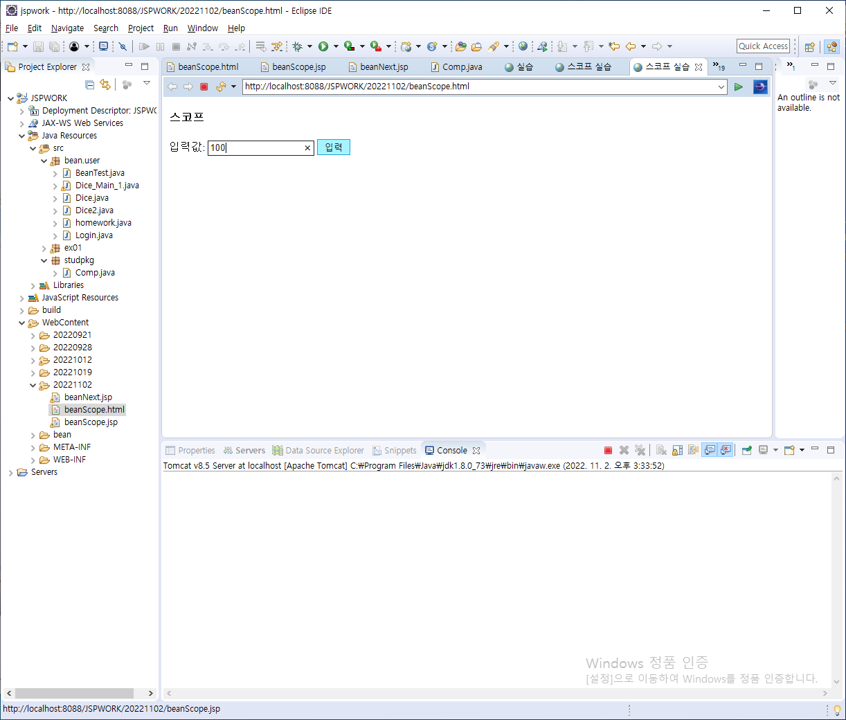 jspwork - http://localhost:8088/JSPWORK/20221102/beanScope.html - Eclipse IDE
File Edit Navigate Search Project Run Window Help
Quick Access
Project Explorer
beanScope.html beanScope.jsp beanNext.jsp Comp.java 실습 스코프 실습 스코프 실습 »19
»1
http://localhost:8088/JSPWORK/20221102/beanScope.html
An outline is not available.
스코프
입력값: 100 입력
JSPWORK
Deployment Descriptor: JSPWC
JAX-WS Web Services
Java Resources
src
bean.user
BeanTest.java
Dice_Main_1.java
Dice.java
Dice2.java
homework.java
Login.java
ex01
studpkg
Comp.java
Libraries
JavaScript Resources
build
WebContent
20220921
20220928
20221012
20221019
20221102
beanNext.jsp
beanScope.html
beanScope.jsp
bean
META-INF
WEB-INF
Servers
Properties Servers Data Source Explorer Snippets Console
Tomcat v8.5 Server at localhost [Apache Tomcat] C:₩Program Files₩Java₩jdk1.8.0_73₩jre₩bin₩javaw.exe (2022. 11. 2. 오후 3:33:52)
Windows 정품 인증
[설정]으로 이동하여 Windows를 정품 인증합니다.
http://localhost:8088/JSPWORK/20221102/beanScope.jsp